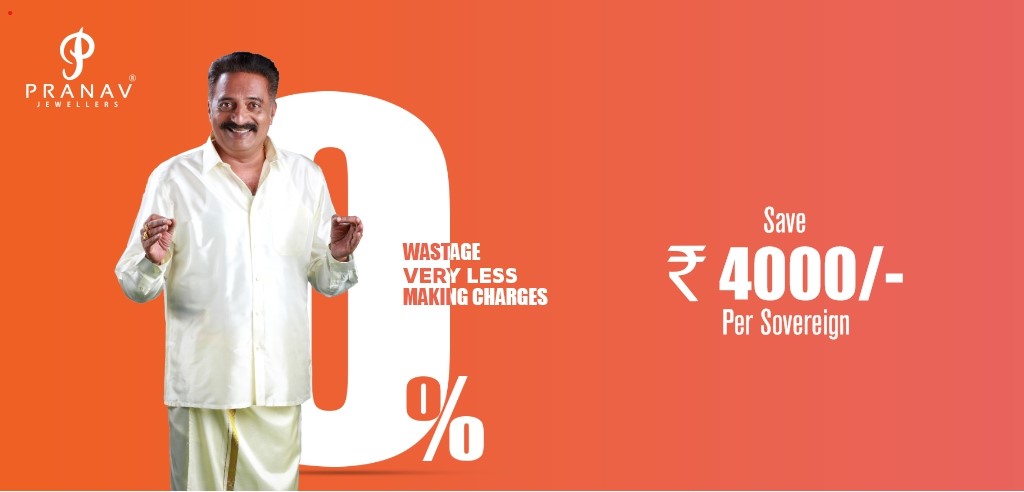 PRANAV®
JEWELLERS
0%
WASTAGE
VERY LESS
MAKING CHARGES
Save
₹ 4000/-
Per Sovereign